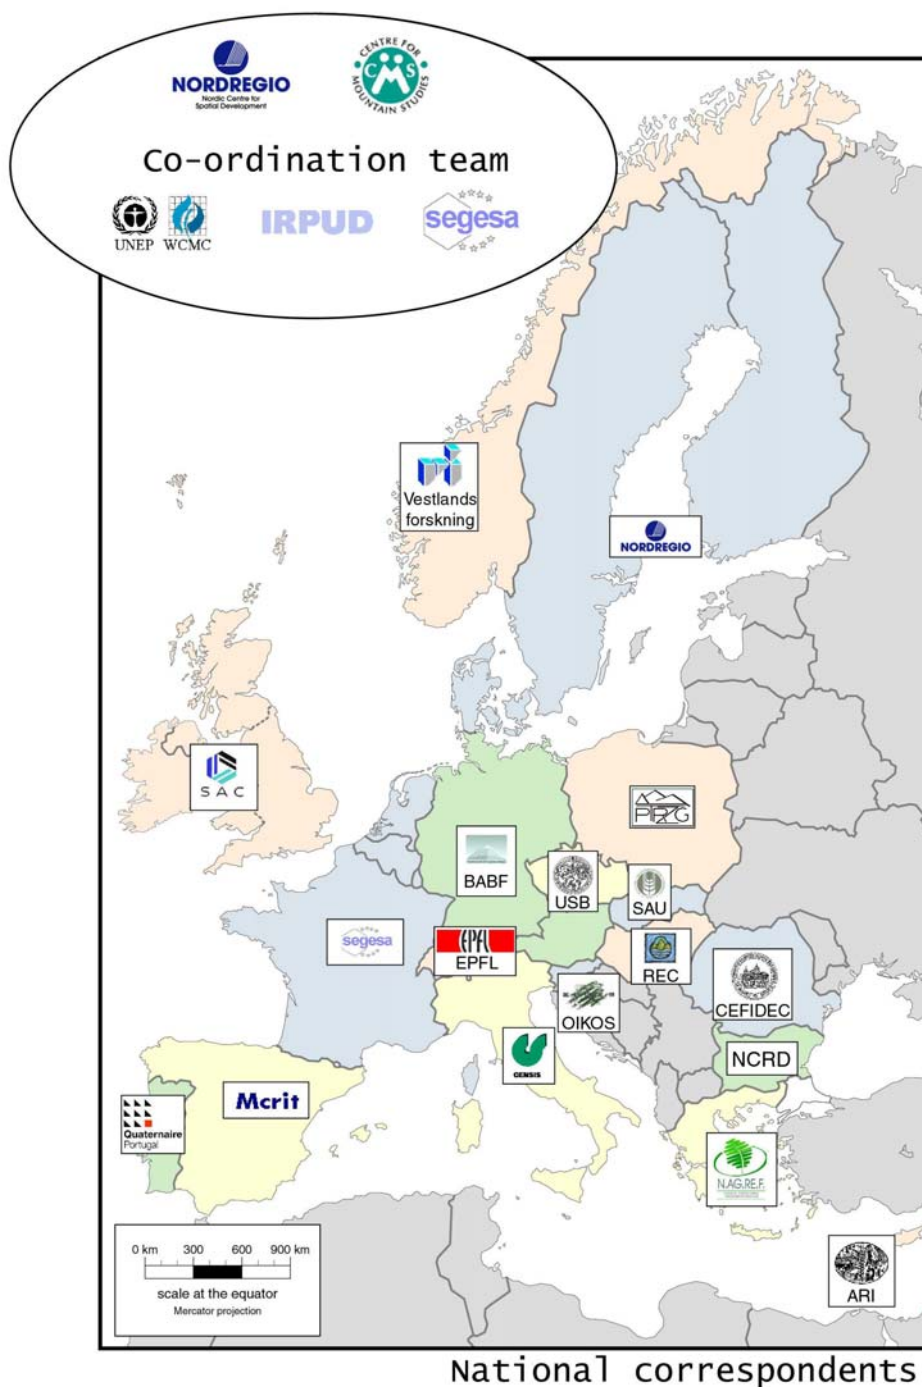 NORDREGIO
Nordic Centre for
Spatial Development
CENTRE FOR
MOUNTAIN STUDIES
CMS
Co-ordination team
UNEP WCMC
IRPUD
segesa
Vestlands
forskning
NORDREGIO
SAC
BABF
USB
SAU
segesa
EPFL
EPFL
REC
CEFIDEC
OIKOS
CENSIS
NCRD
Mcrit
Quaternaire
Portugal
N.AG.RE.F.
0 km 300 600 900 km
scale at the equator
Mercator projection
ARI
National correspondents